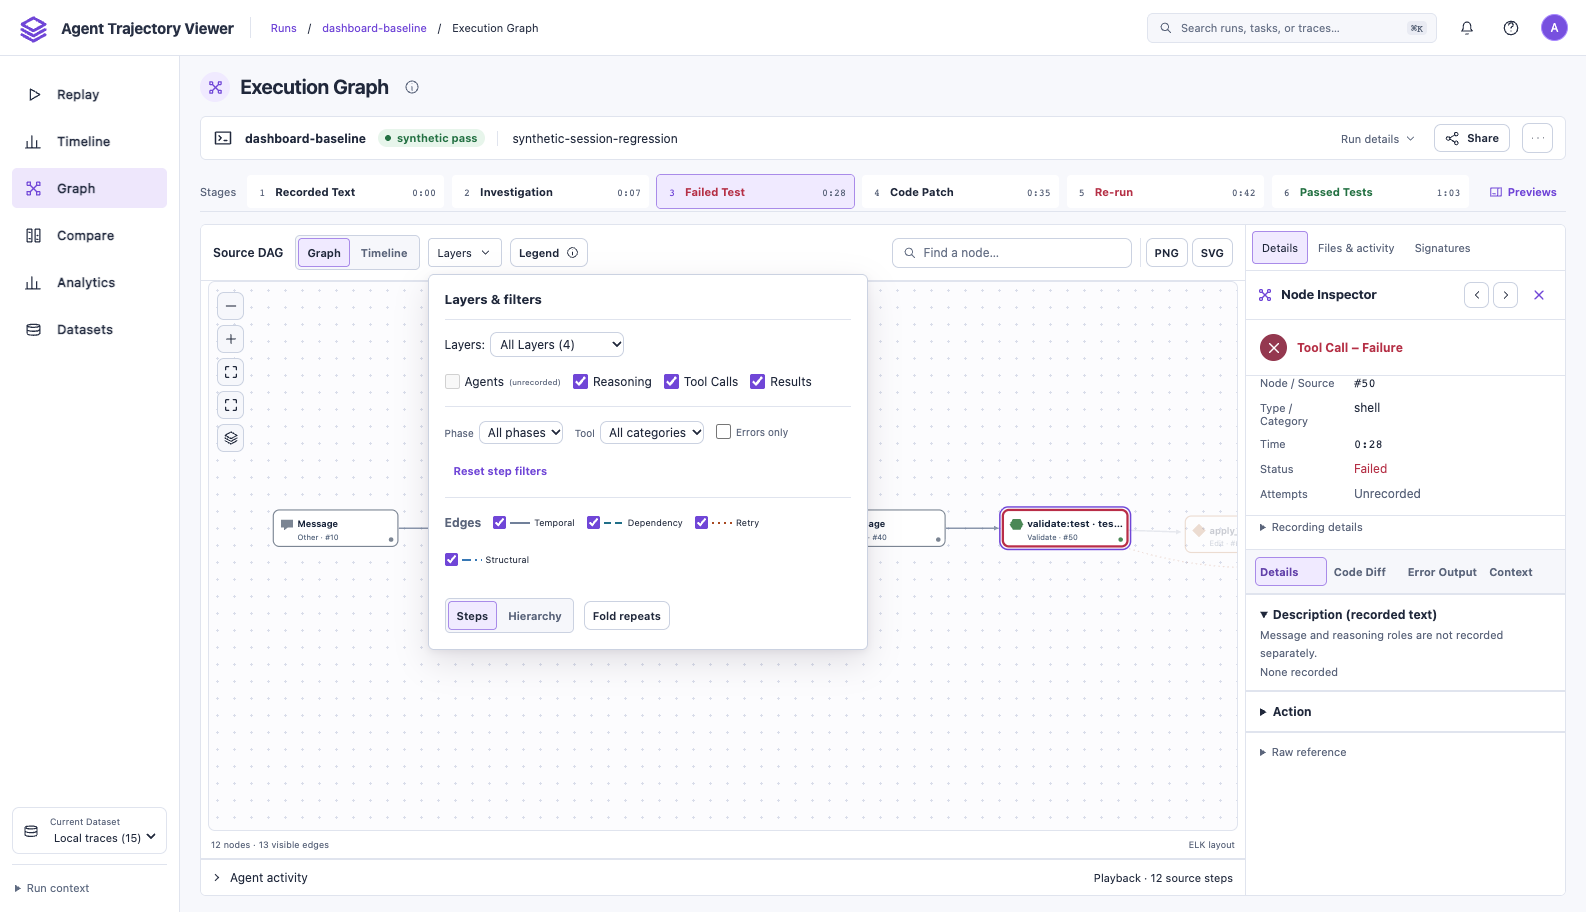 Agent Trajectory Viewer
Runs / dashboard-baseline / Execution Graph
Search runs, tasks, or traces... ⌘K
A
Replay
Timeline
Graph
Compare
Analytics
Datasets
Current Dataset
Local traces (15)
Run context
Execution Graph
dashboard-baseline synthetic pass synthetic-session-regression
Run details Share ...
Stages 1 Recorded Text 0:00 2 Investigation 0:07 3 Failed Test 0:28 4 Code Patch 0:35 5 Re-run 0:42 6 Passed Tests 1:03 Previews
Source DAG Graph Timeline Layers Legend Find a node... PNG SVG
Layers & filters
Layers: All Layers (4)
Agents (unrecorded) Reasoning Tool Calls Results
Phase All phases Tool All categories Errors only
Reset step filters
Edges Temporal Dependency Retry
Structural
Steps Hierarchy Fold repeats
Message
Other · #10
age
· #40
validate:test · tes...
Validate · #50
apply_
Edit
12 nodes · 13 visible edges ELK layout
Agent activity Playback · 12 source steps
Details Files & activity Signatures
Node Inspector
Tool Call – Failure
Node / Source #50
Type / Category shell
Time 0:28
Status Failed
Attempts Unrecorded
Recording details
Details Code Diff Error Output Context
Description (recorded text)
Message and reasoning roles are not recorded
separately.
None recorded
Action
Raw reference